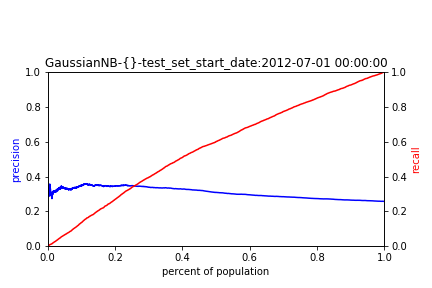 GaussianNB-{}-test_set_start_date:2012-07-01 00:00:00
1.0 1.0
0.8 0.8
0.6 0.6
0.4 0.4
0.2 0.2
0.0 0.0
precision
recall
0.0 0.2 0.4 0.6 0.8 1.0
percent of population